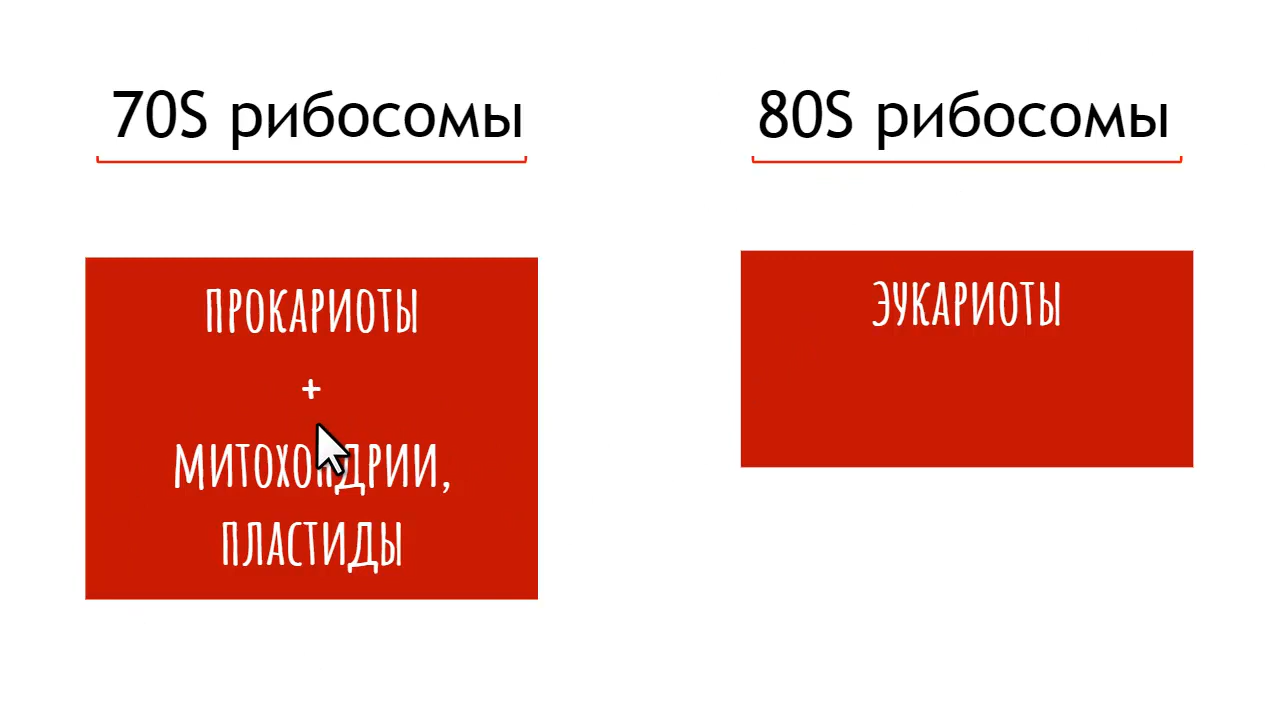 70S рибосомы
80S рибосомы
ПРОКАРИОТЫ
+
МИТОХОНДРИИ,
ПЛАСТИДЫ
ЭУКАРИОТЫ